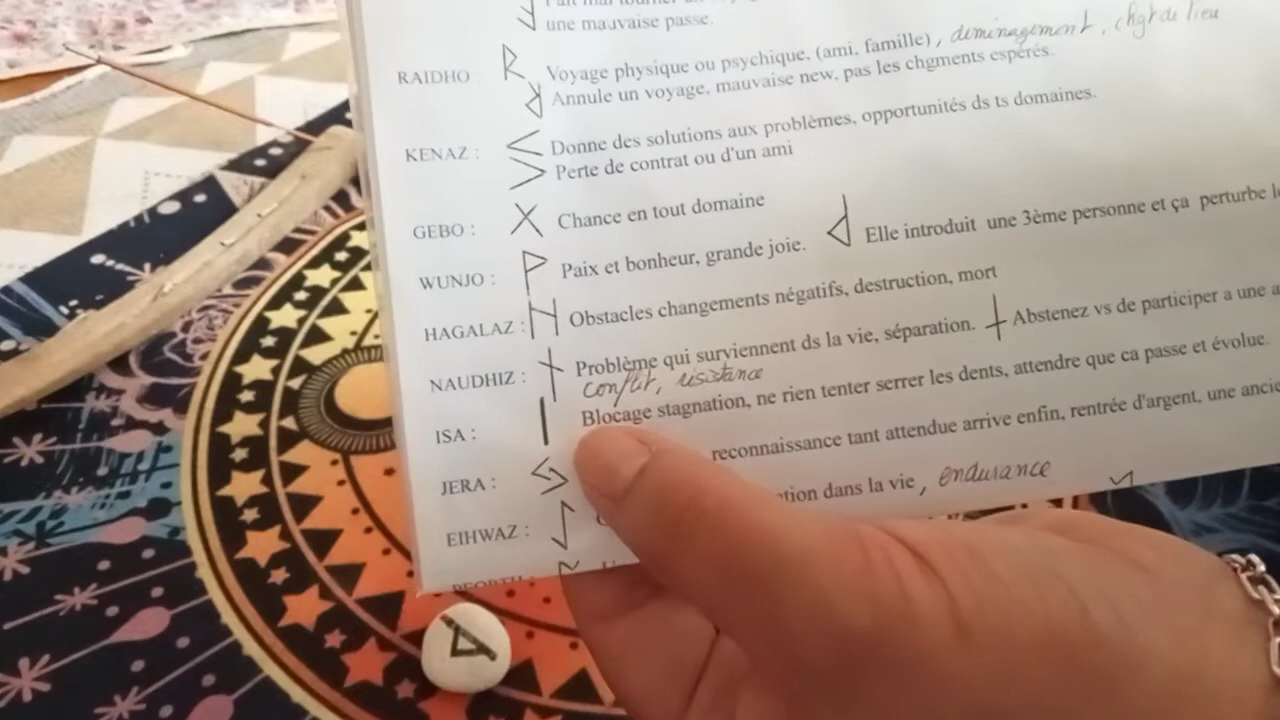 une mauvaise passe.
RAIDHO : Voyage physique ou psychique, (ami, famille), déminagement, chgt de lieu
Annule un voyage, mauvaise new, pas les chgments espérés.
KENAZ : Donne des solutions aux problèmes, opportunités ds ts domaines.
Perte de contrat ou d'un ami
GEBO : Chance en tout domaine
WUNJO : Paix et bonheur, grande joie. Elle introduit une 3ème personne et ça perturbe
HAGALAZ : Obstacles changements négatifs, destruction, mort
NAUDHIZ : Problème qui surviennent ds la vie, séparation. Abstenez vs de participer a une
conflit, résistance
ISA : Blocage stagnation, ne rien tenter serrer les dents, attendre que ca passe et évolue.
JERA : reconnaissance tant attendue arrive enfin, rentrée d'argent, une
EIHWAZ : dans la vie, endurance